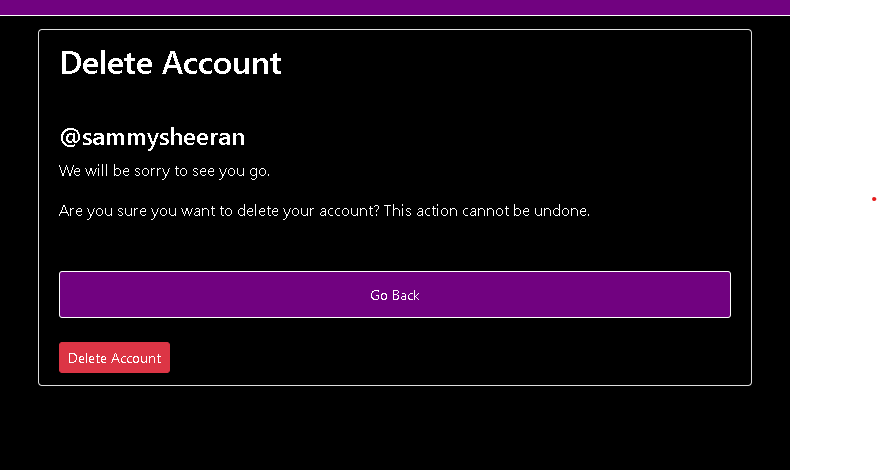 Delete Account
@sammysheeran
We will be sorry to see you go.
Are you sure you want to delete your account? This action cannot be undone.
Go Back
Delete Account